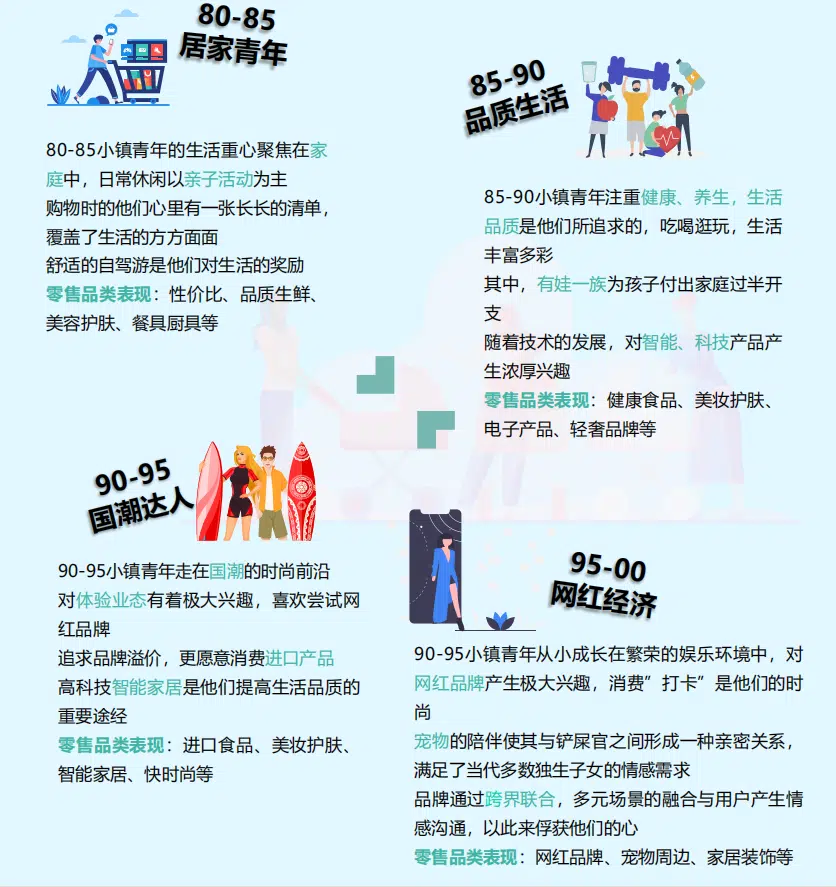 80-85
居家青年
80-85小镇青年的生活重心聚焦在家
庭中，日常休闲以亲子活动为主
购物时的他们心里有一张长长的清单，
覆盖了生活的方方面面
舒适的自驾游是他们对生活的奖励
零售品类表现：性价比、品质生鲜、
美容护肤、餐具厨具等
85-90
品质生活
85-90小镇青年注重健康、养生，生活
品质是他们所追求的，吃喝逛玩，生活
丰富多彩
其中，有娃一族为孩子付出家庭过半开
支
随着技术的发展，对智能、科技产品产
生浓厚兴趣
零售品类表现：健康食品、美妆护肤、
电子产品、轻奢品牌等
90-95
国潮达人
90-95小镇青年走在国潮的时尚前沿
对体验业态有着极大兴趣，喜欢尝试网
红品牌
追求品牌溢价，更愿意消费进口产品
高科技智能家居是他们提高生活品质的
重要途经
零售品类表现：进口食品、美妆护肤、
智能家居、快时尚等
95-00
网红经济
90-95小镇青年从小成长在繁荣的娱乐环境中，对
网红品牌产生极大兴趣，消费”打卡”是他们的时
尚
宠物的陪伴使其与铲屎官之间形成一种亲密关系，
满足了当代多数独生子女的情感需求
品牌通过跨界联合，多元场景的融合与用户产生情
感沟通，以此来俘获他们的心
零售品类表现：网红品牌、宠物周边、家居装饰等